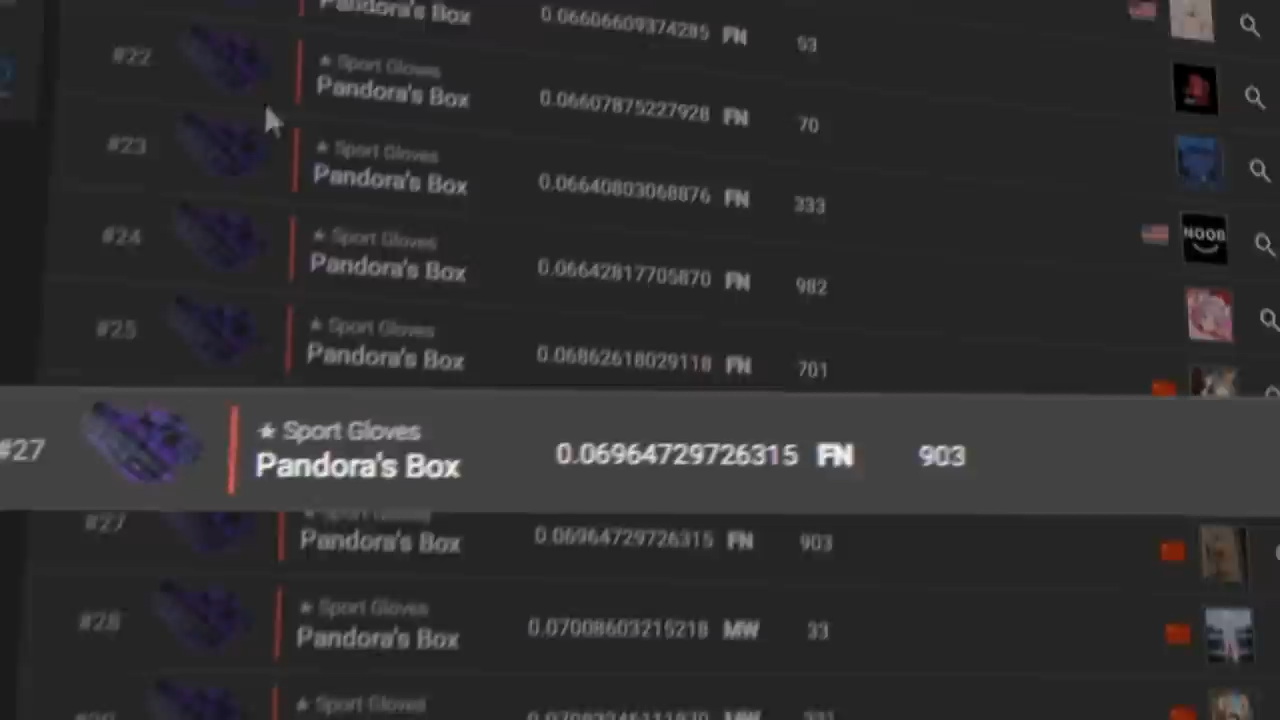 Pandora's Box 0.06606609374285 FN 93
#22 ★ Sport Gloves
Pandora's Box 0.06607875227928 FN 70
#23 ★ Sport Gloves
Pandora's Box 0.06640803068876 FN 333
NOOB
#24 ★ Sport Gloves
Pandora's Box 0.06642817705870 FN 982
#25 ★ Sport Gloves
Pandora's Box 0.06862618029118 FN 701
#27 ★ Sport Gloves
Pandora's Box 0.06964729726315 FN 903
#27
Pandora's Box 0.06964729726315 FN 903
#28 ★ Sport Gloves
Pandora's Box 0.07008603215218 MW 33
★ Sport Gloves